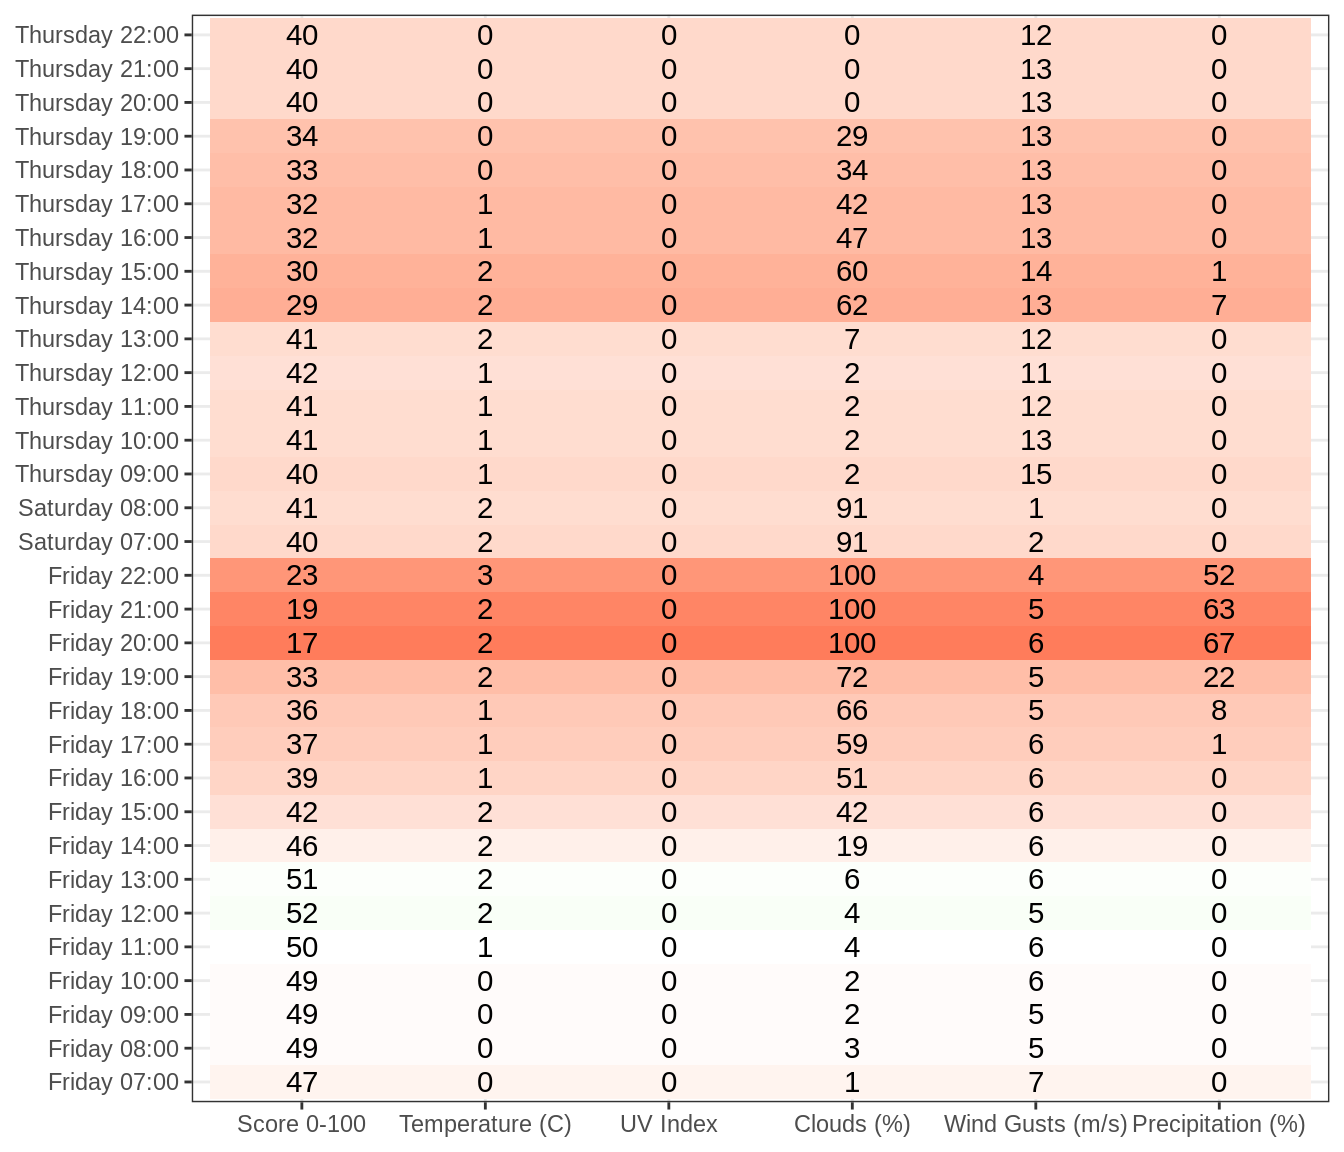 Thursday 22:00 40 0 0 0 12 0
Thursday 21:00 40 0 0 0 13 0
Thursday 20:00 40 0 0 0 13 0
Thursday 19:00 34 0 0 29 13 0
Thursday 18:00 33 0 0 34 13 0
Thursday 17:00 32 1 0 42 13 0
Thursday 16:00 32 1 0 47 13 0
Thursday 15:00 30 2 0 60 14 1
Thursday 14:00 29 2 0 62 13 7
Thursday 13:00 41 2 0 7 12 0
Thursday 12:00 42 1 0 2 11 0
Thursday 11:00 41 1 0 2 12 0
Thursday 10:00 41 1 0 2 13 0
Thursday 09:00 40 1 0 2 15 0
Saturday 08:00 41 2 0 91 1 0
Saturday 07:00 40 2 0 91 2 0
Friday 22:00 23 3 0 100 4 52
Friday 21:00 19 2 0 100 5 63
Friday 20:00 17 2 0 100 6 67
Friday 19:00 33 2 0 72 5 22
Friday 18:00 36 1 0 66 5 8
Friday 17:00 37 1 0 59 6 1
Friday 16:00 39 1 0 51 6 0
Friday 15:00 42 2 0 42 6 0
Friday 14:00 46 2 0 19 6 0
Friday 13:00 51 2 0 6 6 0
Friday 12:00 52 2 0 4 5 0
Friday 11:00 50 1 0 4 6 0
Friday 10:00 49 0 0 2 6 0
Friday 09:00 49 0 0 2 5 0
Friday 08:00 49 0 0 3 5 0
Friday 07:00 47 0 0 1 7 0
Score 0-100 Temperature (C) UV Index Clouds (%) Wind Gusts (m/s) Precipitation (%)